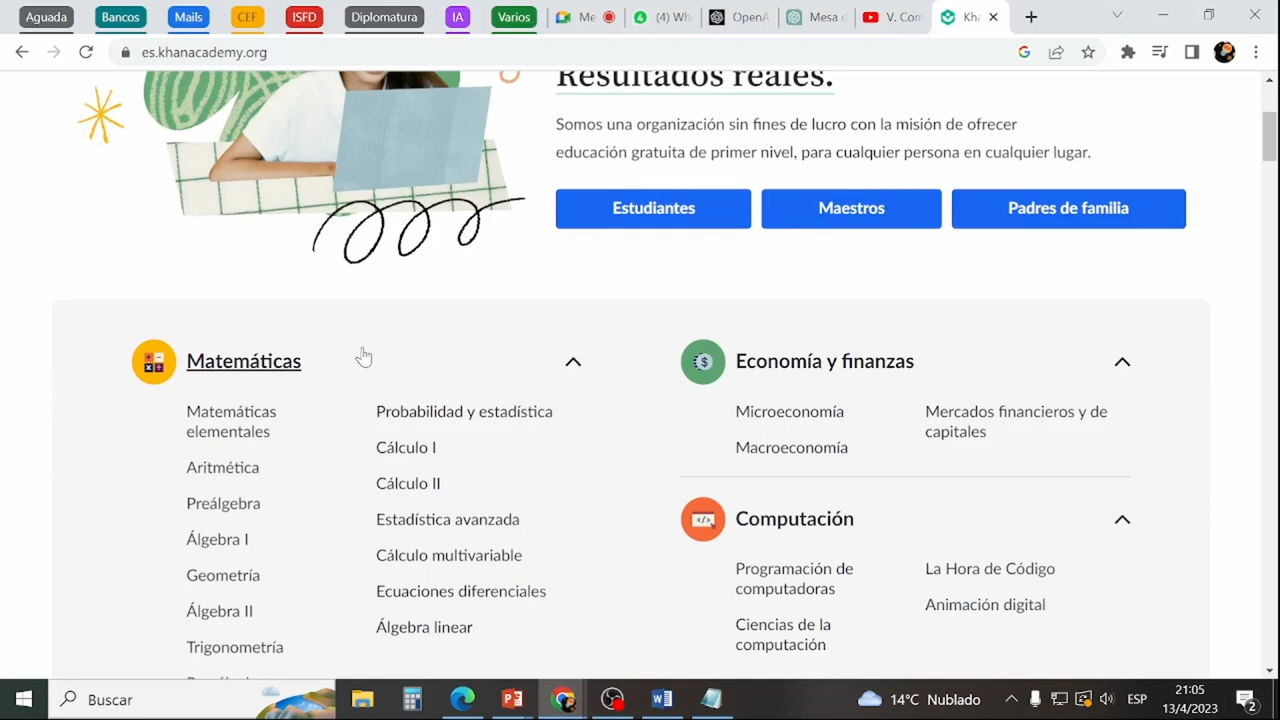 Aguada
Bancos
Mails
CEF
ISFD
Diplomatura
IA
Varios
Me
(4) Wh
OpenA
Mesa d
V. Con
Kha
es.khanacademy.org
Resultados reales.
Somos una organización sin fines de lucro con la misión de ofrecer
educación gratuita de primer nivel, para cualquier persona en cualquier lugar.
Estudiantes
Maestros
Padres de familia
Matemáticas
Matemáticas
elementales
Aritmética
Preálgebra
Álgebra I
Geometría
Álgebra II
Trigonometría
Probabilidad y estadística
Cálculo I
Cálculo II
Estadística avanzada
Cálculo multivariable
Ecuaciones diferenciales
Álgebra lineal
Economía y finanzas
Microeconomía
Macroeconomía
Mercados financieros y de
capitales
Computación
Programación de
computadoras
Ciencias de la
computación
La Hora de Código
Animación digital
Buscar
14°C Nublado
ESP
21:05
13/4/2023
2